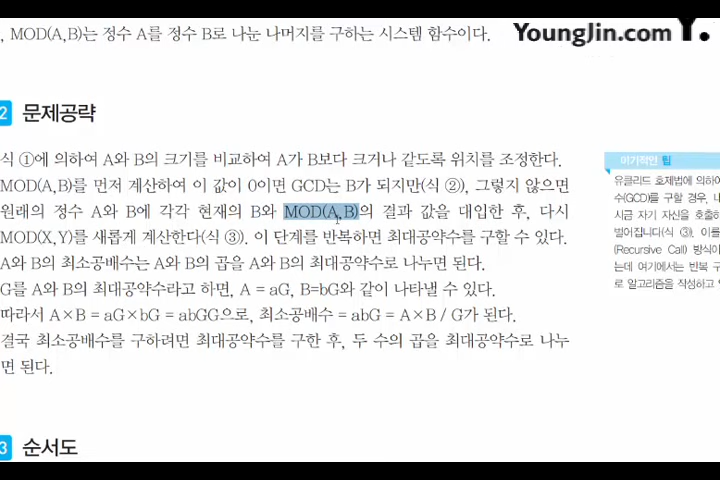 , MOD(A,B)는 정수 A를 정수 B로 나눈 나머지를 구하는 시스템 함수이다.
YoungJin.com Y.
2 문제공략
식 ①에 의하여 A와 B의 크기를 비교하여 A가 B보다 크거나 같도록 위치를 조정한다.
MOD(A,B)를 먼저 계산하여 이 값이 0이면 GCD는 B가 되지만(식 ②), 그렇지 않으면
원래의 정수 A와 B에 각각 현재의 B와 MOD(A,B)의 결과 값을 대입한 후, 다시
MOD(X,Y)를 새롭게 계산한다(식 ③). 이 단계를 반복하면 최대공약수를 구할 수 있다.
A와 B의 최소공배수는 A와 B의 곱을 A와 B의 최대공약수로 나누면 된다.
G를 A와 B의 최대공약수라고 하면, A = aG, B=bG와 같이 나타낼 수 있다.
따라서 A×B = aG×bG = abGG으로, 최소공배수 = abG = A×B / G가 된다.
결국 최소공배수를 구하려면 최대공약수를 구한 후, 두 수의 곱을 최대공약수로 나누
면 된다.
이기적인 팁
유클리드 호제법에 의하여
수(GCD)를 구할 경우, 내
시금 자기 자신을 호출하
벌어집니다(식 ③). 이를
(Recursive Call) 방식이
는데 여기에서는 반복 구
로 알고리즘을 작성하고
3 순서도